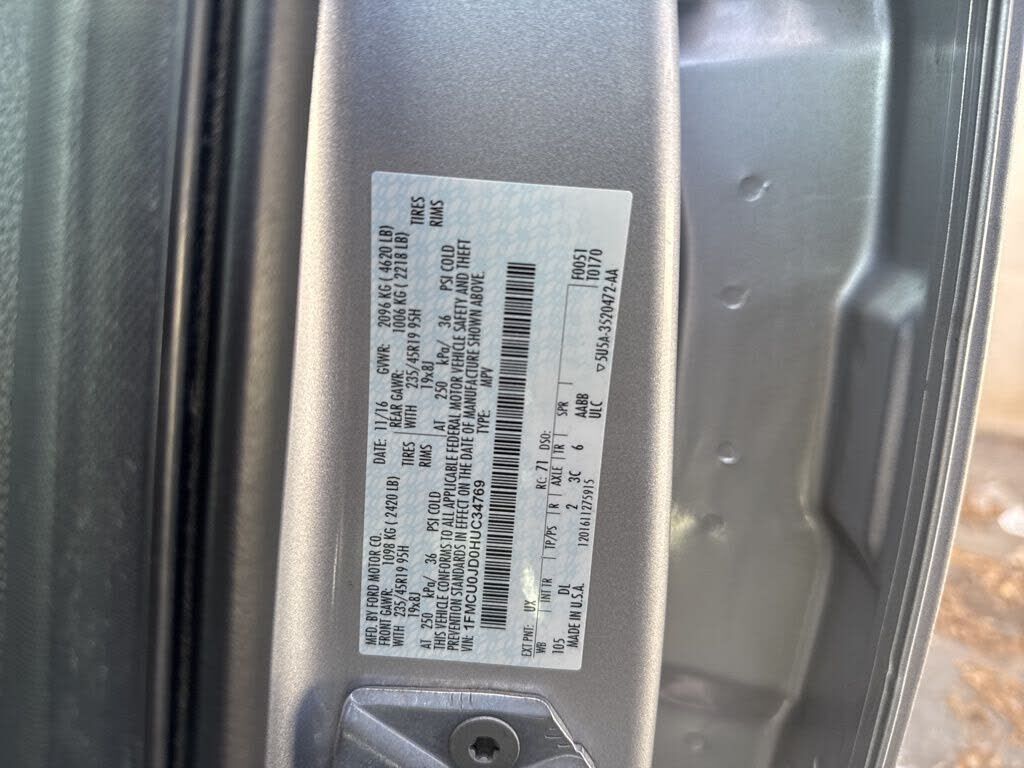 MFD. BY FORD MOTOR CO. DATE: 11/16 GVWR: 2096 KG ( 4620 LB)
FRONT GAWR: 1098 KG ( 2420 LB) REAR GAWR: 1006 KG ( 2218 LB)
WITH 235/45R19 95H TIRES WITH 235/45R19 95H TIRES
19x8J RIMS 19x8J RIMS
AT 250 kPa/ 36 PSI COLD AT 250 kPa/ 36 PSI COLD
THIS VEHICLE CONFORMS TO ALL APPLICABLE FEDERAL MOTOR VEHICLE SAFETY AND THEFT
PREVENTION STANDARDS IN EFFECT ON THE DATE OF MANUFACTURE SHOWN ABOVE.
VIN: 1FMCU0JD0HUC34769 TYPE: MPV
EXT PNT: UX RC: 71 DSO: F0051
WB INT TR TP/PS R AXLE TR SPR T0170
105 DL 2 3C 6 AABB
MADE IN U.S.A. 1201611275915 ULC ▽5U5A-3520472-AA